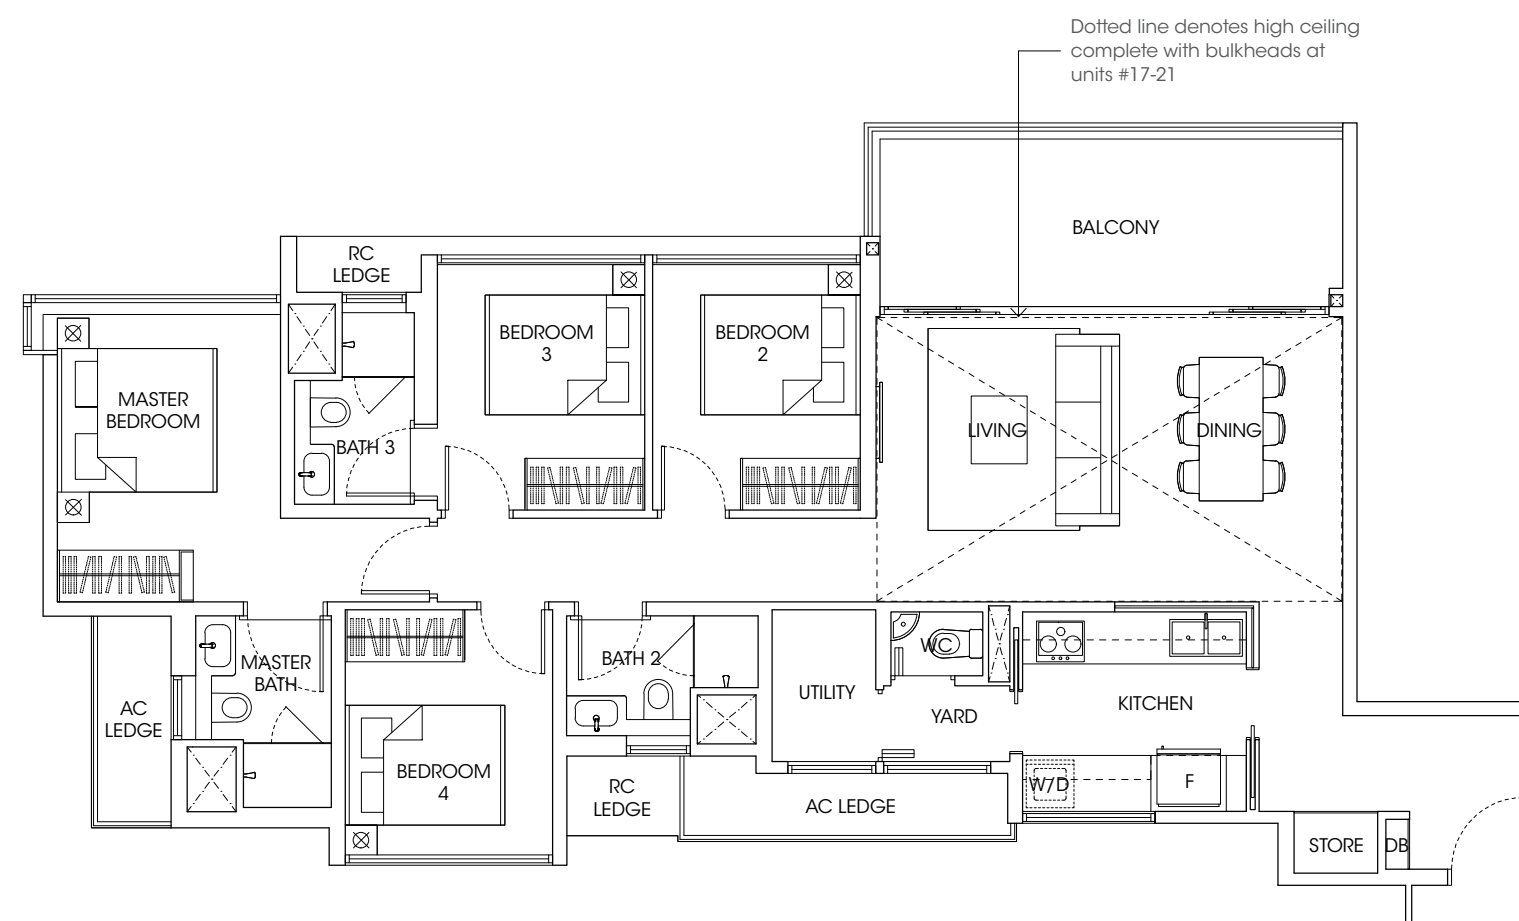 Dotted line denotes high ceiling
complete with bulkheads at
units #17-21
BALCONY
RC
LEDGE
BEDROOM
3
BEDROOM
2
MASTER
BEDROOM
BATH 3
LIVING
DINING
MASTER
BATH
BATH 2
WC
UTILITY
YARD
KITCHEN
AC
LEDGE
BEDROOM
4
RC
LEDGE
AC LEDGE
W/D
F
STORE
DB